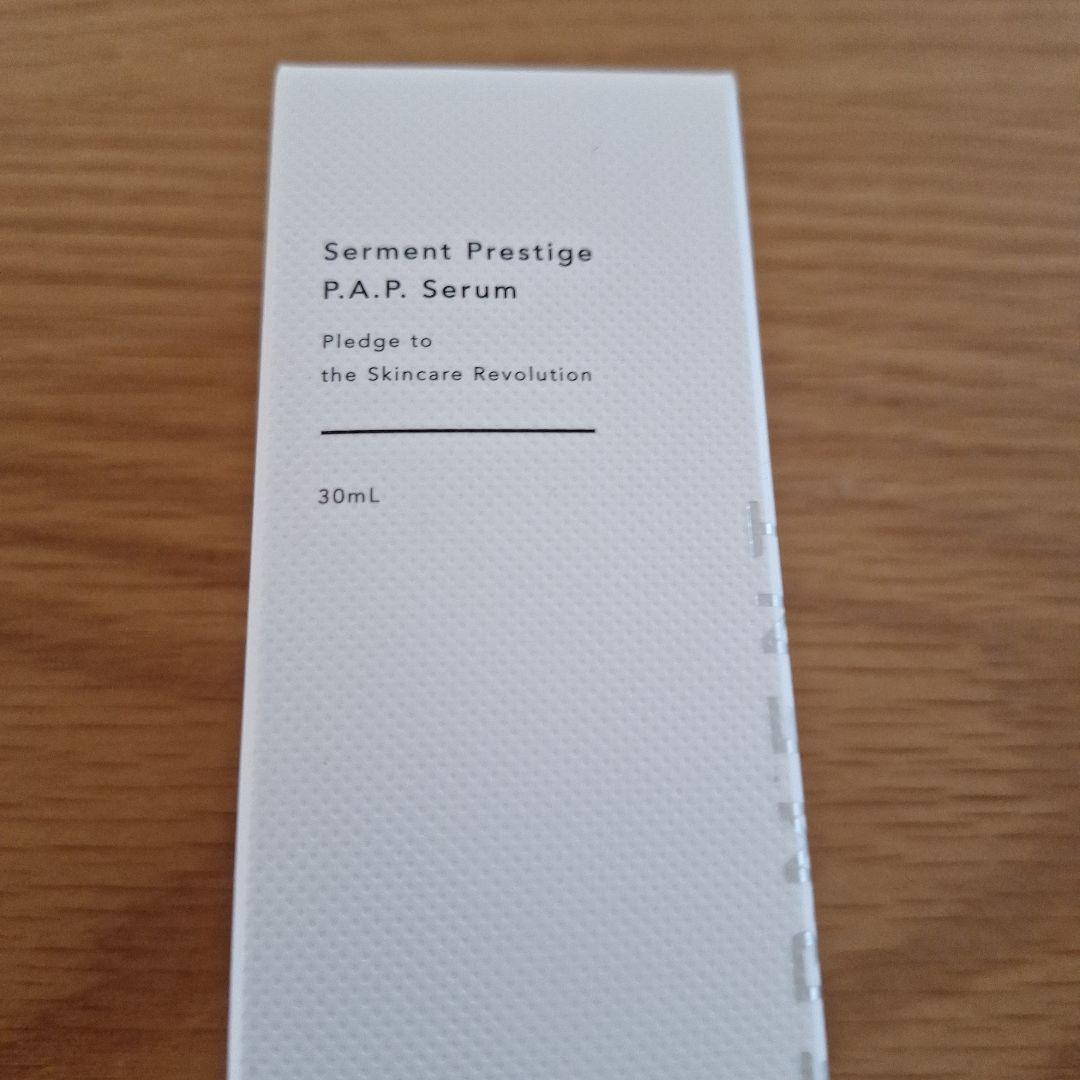 Serment Prestige
P.A.P. Serum
Pledge to
the Skincare Revolution
30mL